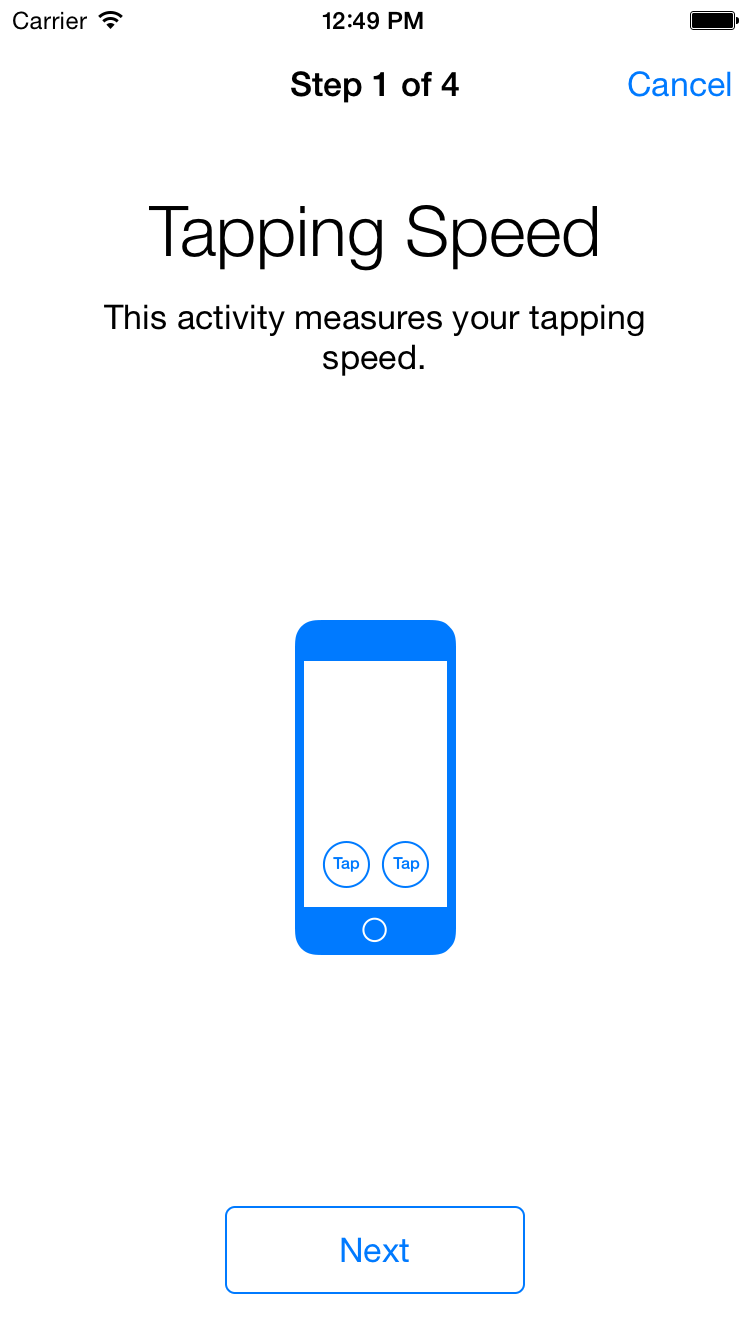 Carrier 12:49 PM
Step 1 of 4 Cancel
Tapping Speed
This activity measures your tapping
speed.
Tap Tap
Next